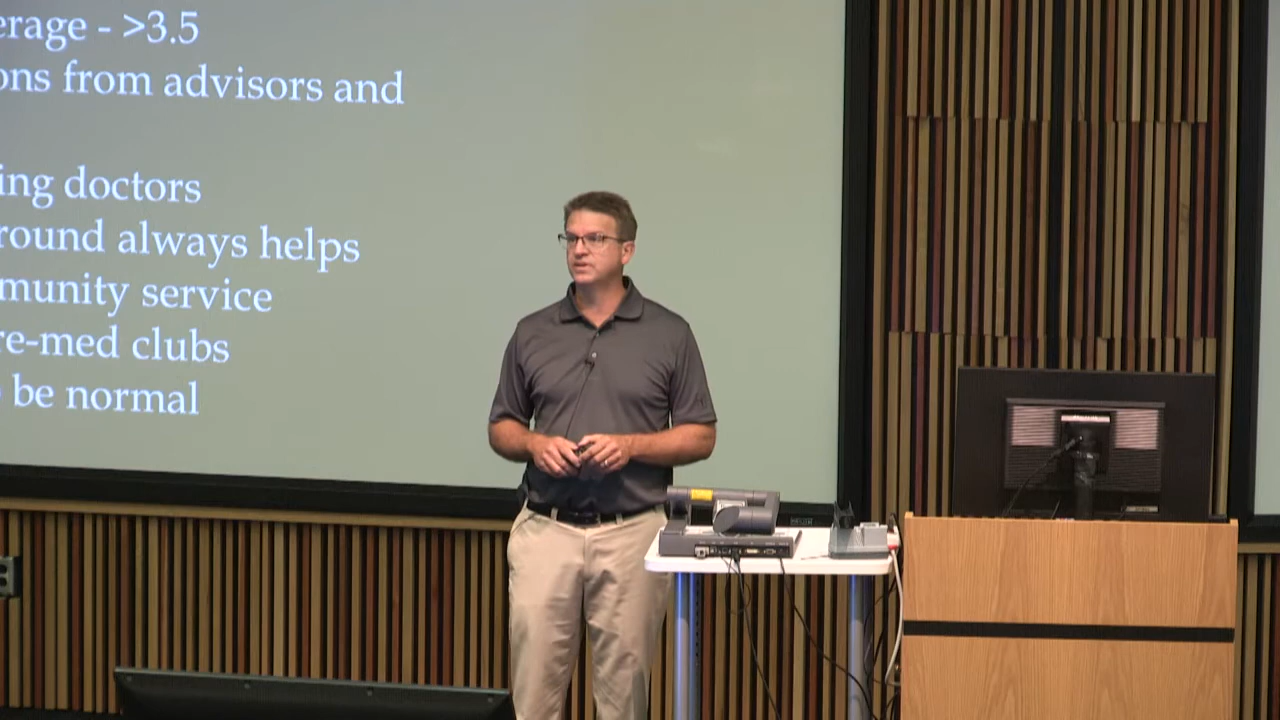 erage - >3.5
ons from advisors and
ing doctors
round always helps
munity service
re-med clubs
be normal